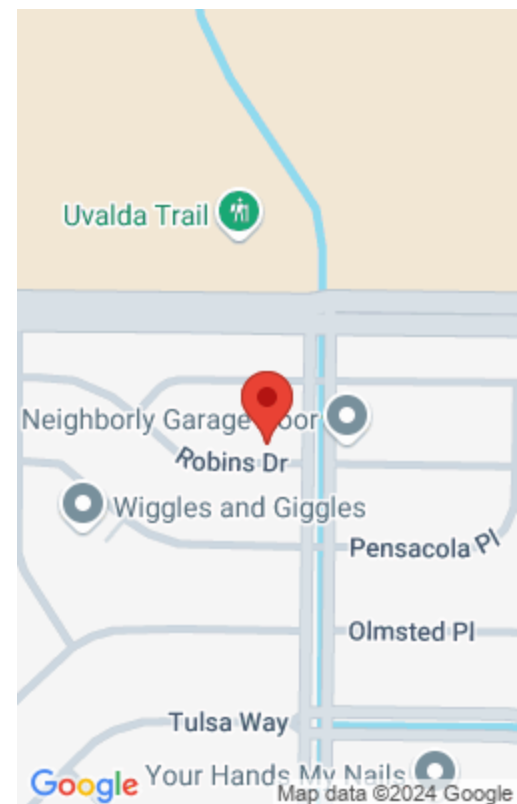 Uvalda Trail
Neighborly Garage Door
Robins Dr
Wiggles and Giggles
Pensacola Pl
Olmsted Pl
Tulsa Way
Your Hands My Nails
Google
Map data ©2024 Google